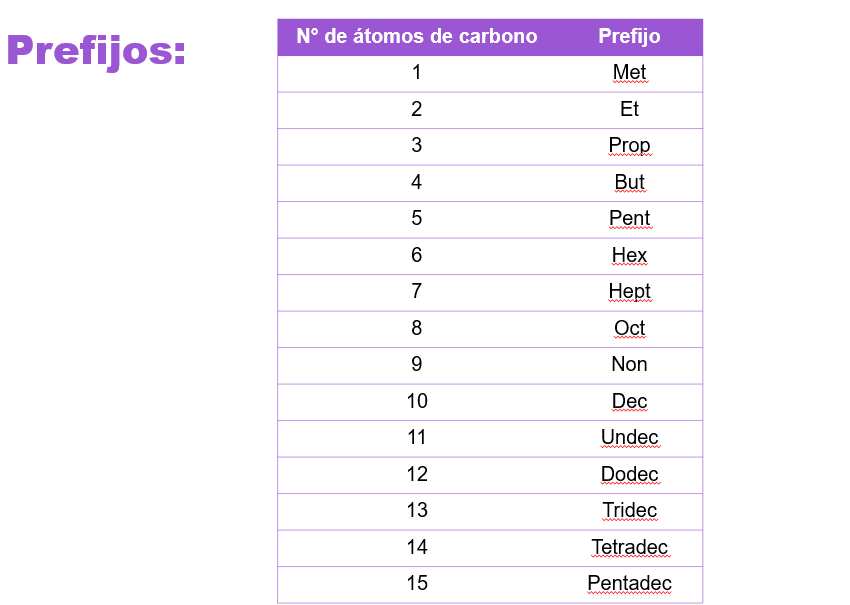 Prefijos:
N° de átomos de carbono Prefijo
1 Met
2 Et
3 Prop
4 But
5 Pent
6 Hex
7 Hept
8 Oct
9 Non
10 Dec
11 Undec
12 Dodec
13 Tridec
14 Tetradec
15 Pentadec